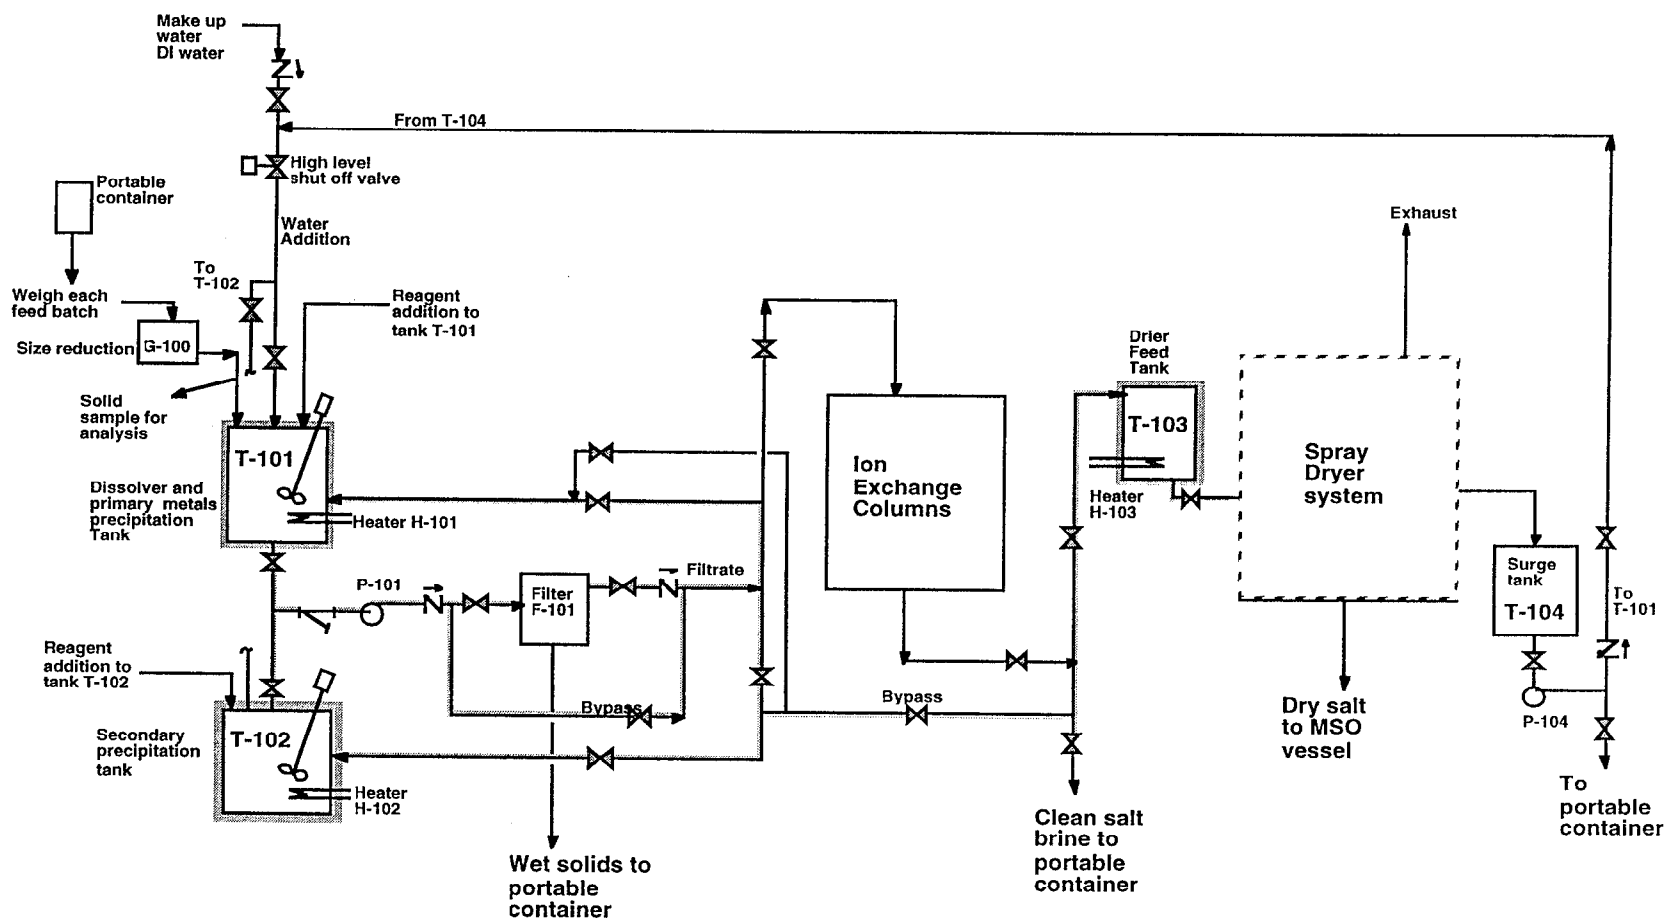 Make up
water
DI water
From T-104
High level
shut off valve
Portable
container
Water
Addition
To
T-102
Weigh each
feed batch
Reagent
addition to
tank T-101
Size reduction
G-100
Solid
sample for
analysis
T-101
Dissolver and
primary metals
precipitation
Tank
Heater H-101
P-101
Filter
F-101
Filtrate
Bypass
Reagent
addition to
tank T-102
T-102
Secondary
precipitation
tank
Heater
H-102
Wet solids to
portable
container
Ion
Exchange
Columns
Bypass
Clean salt
brine to
portable
container
Drier
Feed
Tank
T-103
Heater
H-103
Exhaust
Spray
Dryer
system
Dry salt
to MSO
vessel
Surge
tank
T-104
P-104
To
T-101
To
portable
container